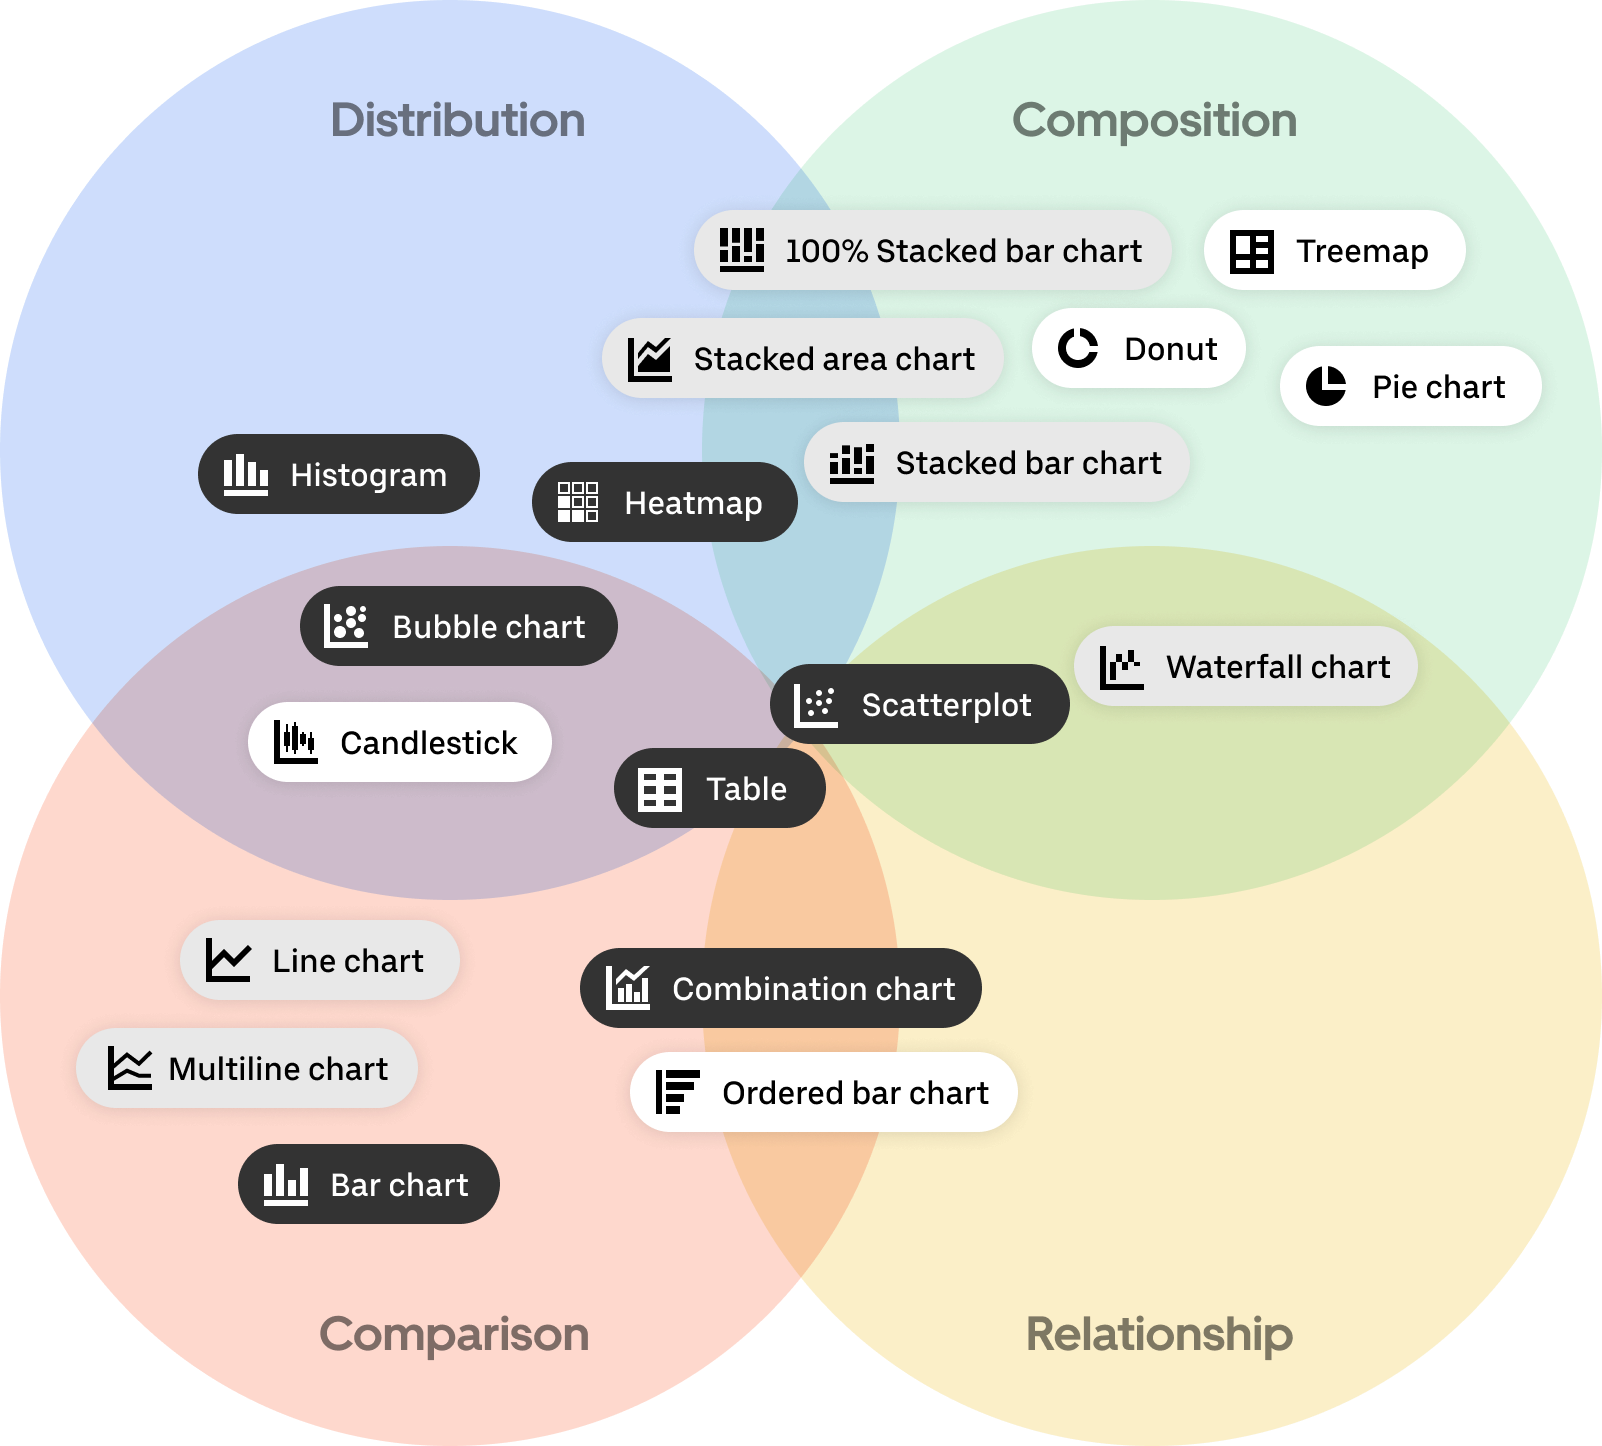 Distribution
Composition
100% Stacked bar chart
Treemap
Stacked area chart
Donut
Pie chart
Histogram
Heatmap
Stacked bar chart
Bubble chart
Waterfall chart
Scatterplot
Candlestick
Table
Line chart
Combination chart
Multiline chart
Ordered bar chart
Bar chart
Comparison
Relationship